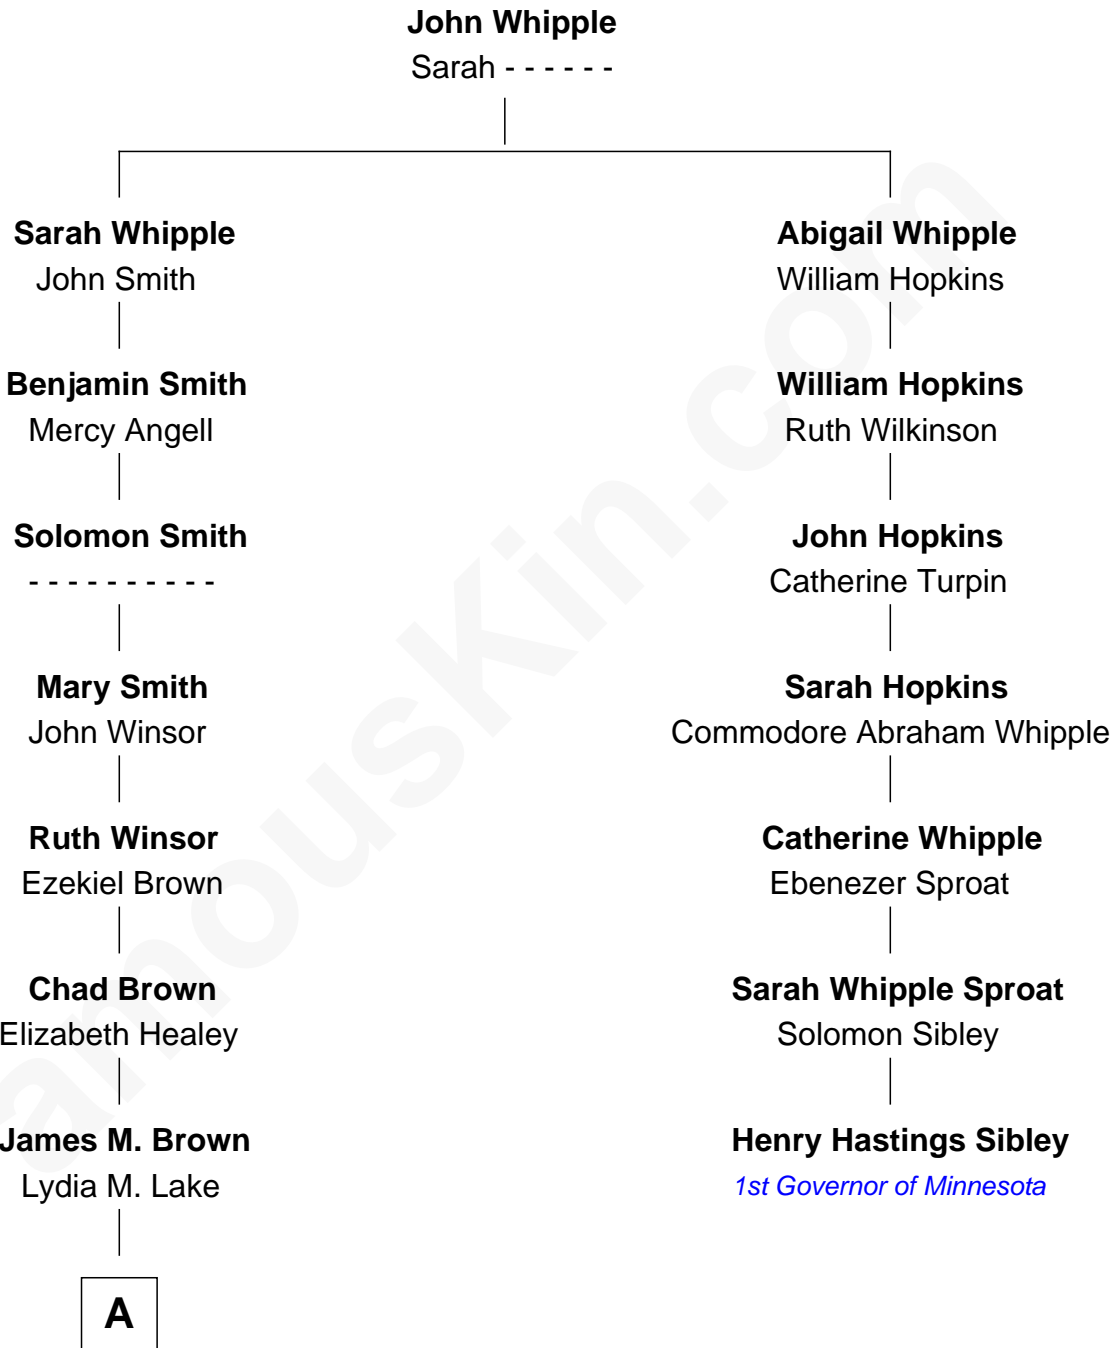 John Whipple
Sarah - - - - - -
Sarah Whipple
John Smith
Abigail Whipple
William Hopkins
Benjamin Smith
Mercy Angell
William Hopkins
Ruth Wilkinson
Solomon Smith
- - - - - - - - - -
John Hopkins
Catherine Turpin
Mary Smith
John Winsor
Sarah Hopkins
Commodore Abraham Whipple
Ruth Winsor
Ezekiel Brown
Catherine Whipple
Ebenezer Sproat
Chad Brown
Elizabeth Healey
Sarah Whipple Sproat
Solomon Sibley
James M. Brown
Lydia M. Lake
Henry Hastings Sibley
1st Governor of Minnesota
A
amousKin.com